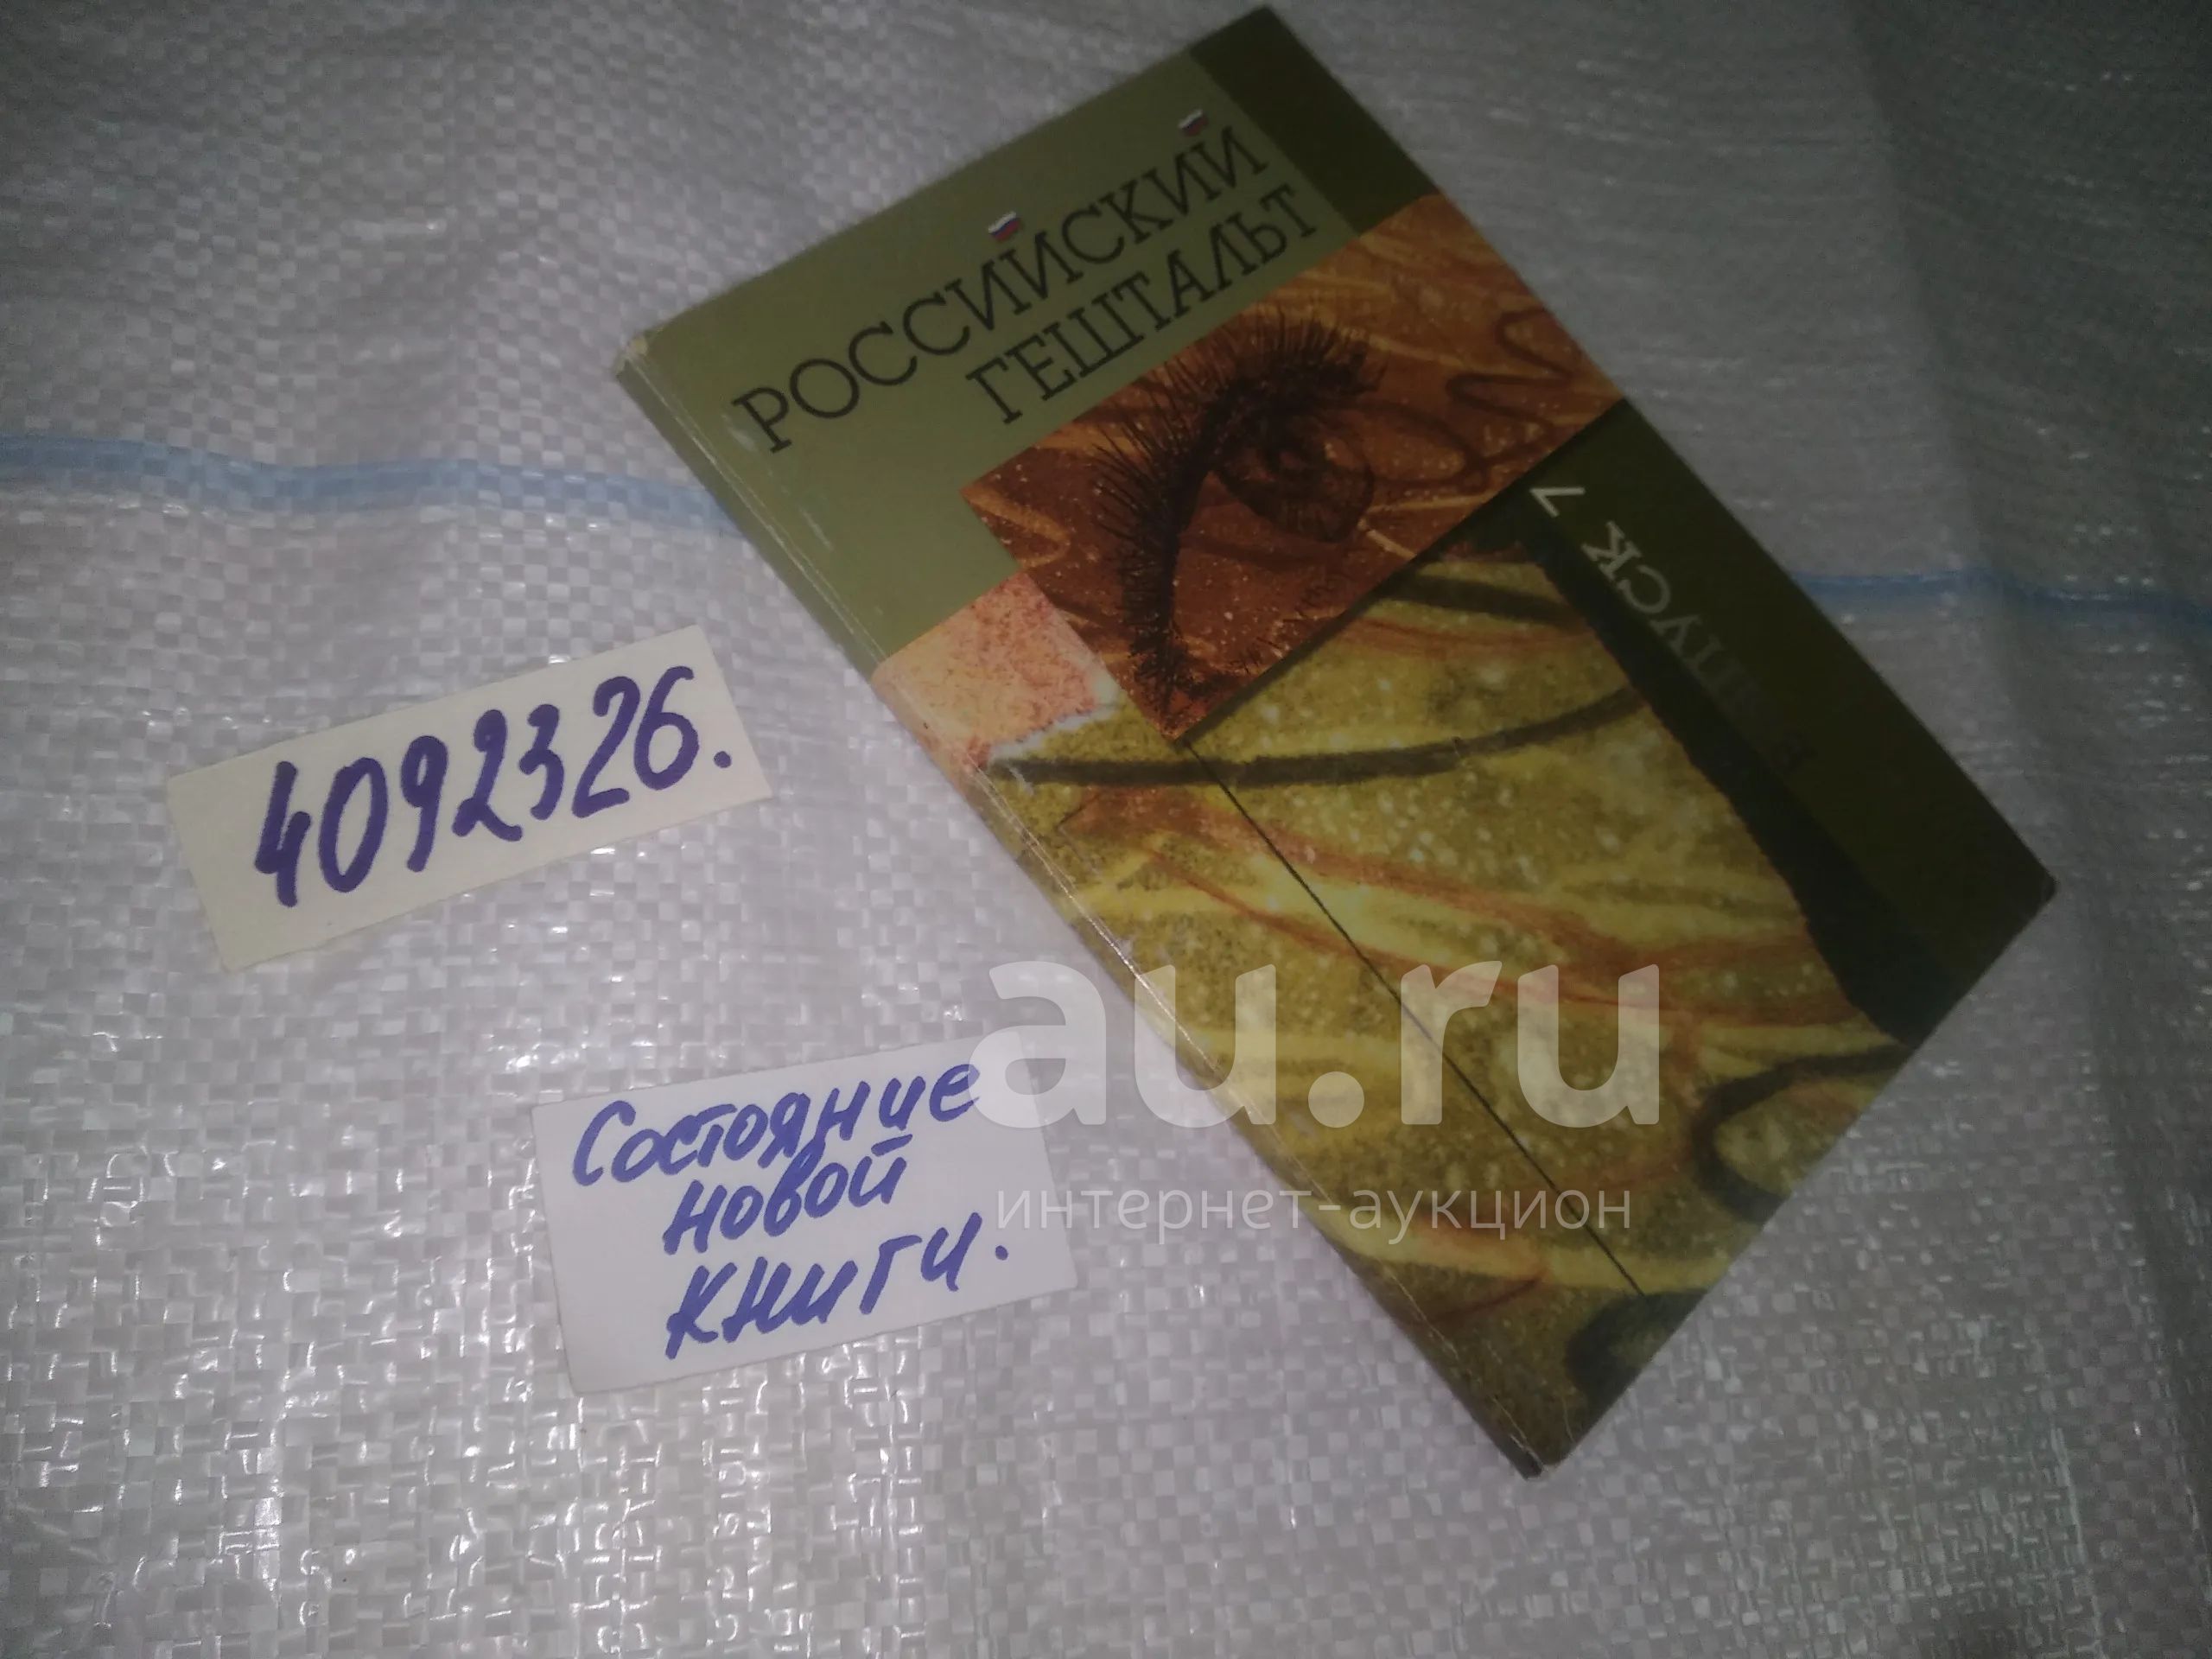 РОССИЙСКИЙ
ГЕШТАЛЬТ
ВЫПУСК 7
4092326.
Состояние
новой
книги.
au.ru
интернет-аукцион